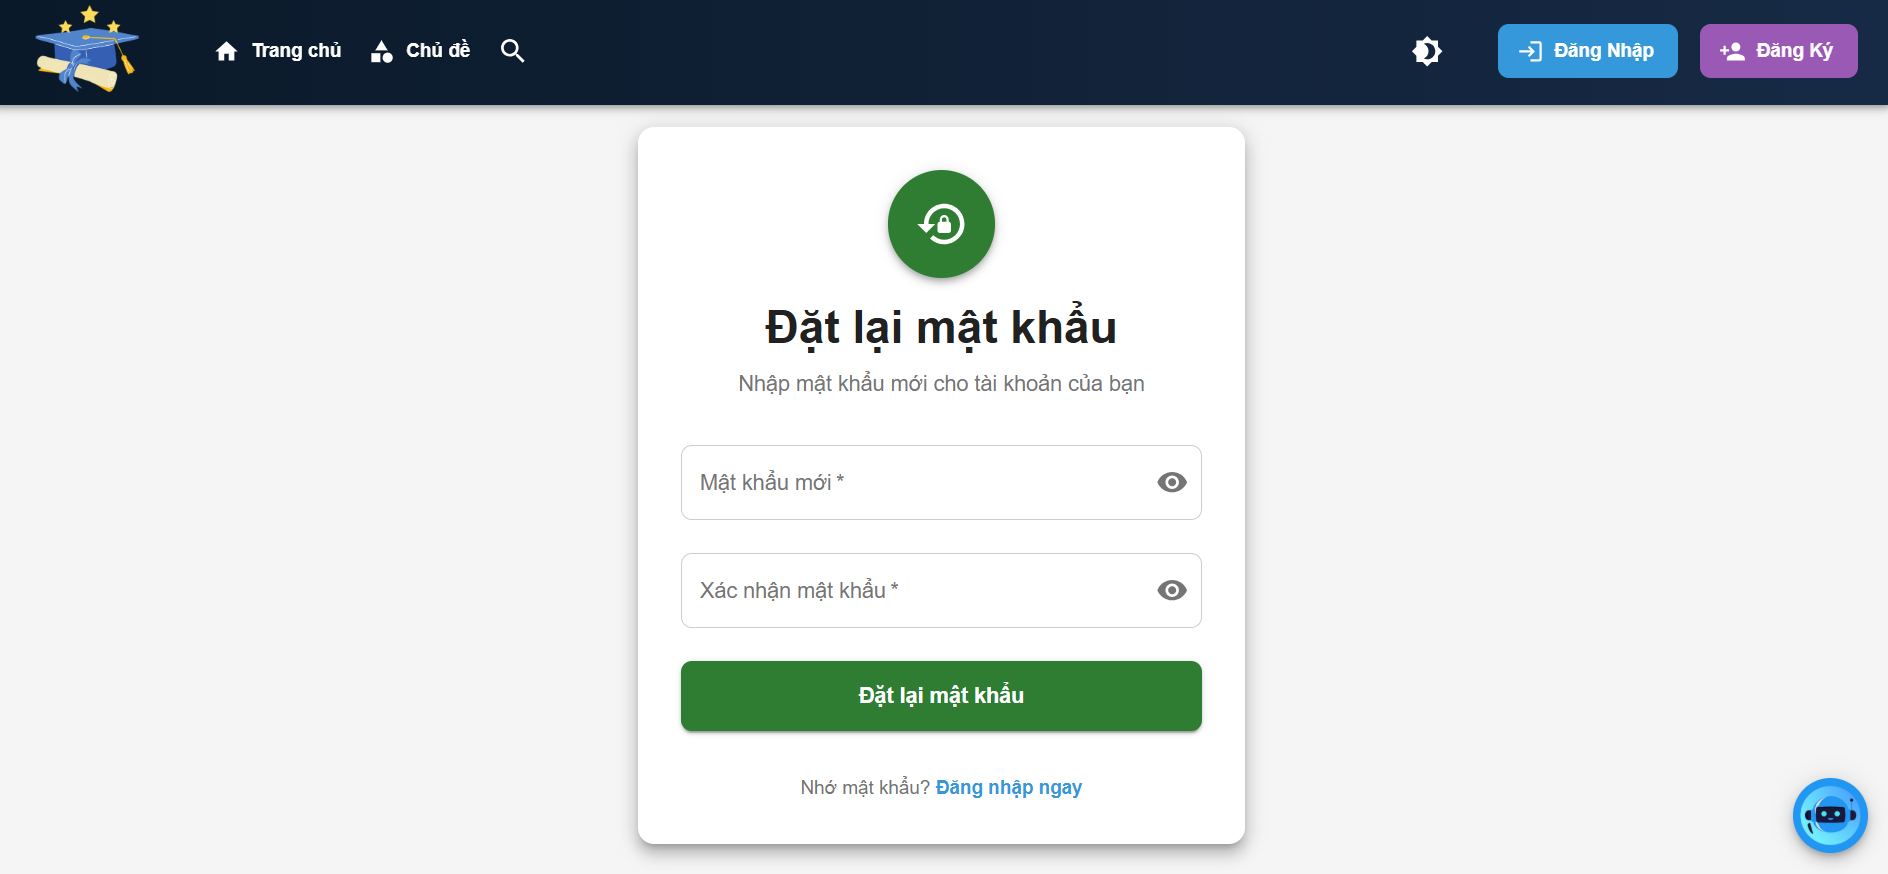 Trang chủ
Chủ đề
Đăng Nhập
Đăng Ký
Đặt lại mật khẩu
Nhập mật khẩu mới cho tài khoản của bạn
Mật khẩu mới *
Xác nhận mật khẩu *
Đặt lại mật khẩu
Nhớ mật khẩu? Đăng nhập ngay